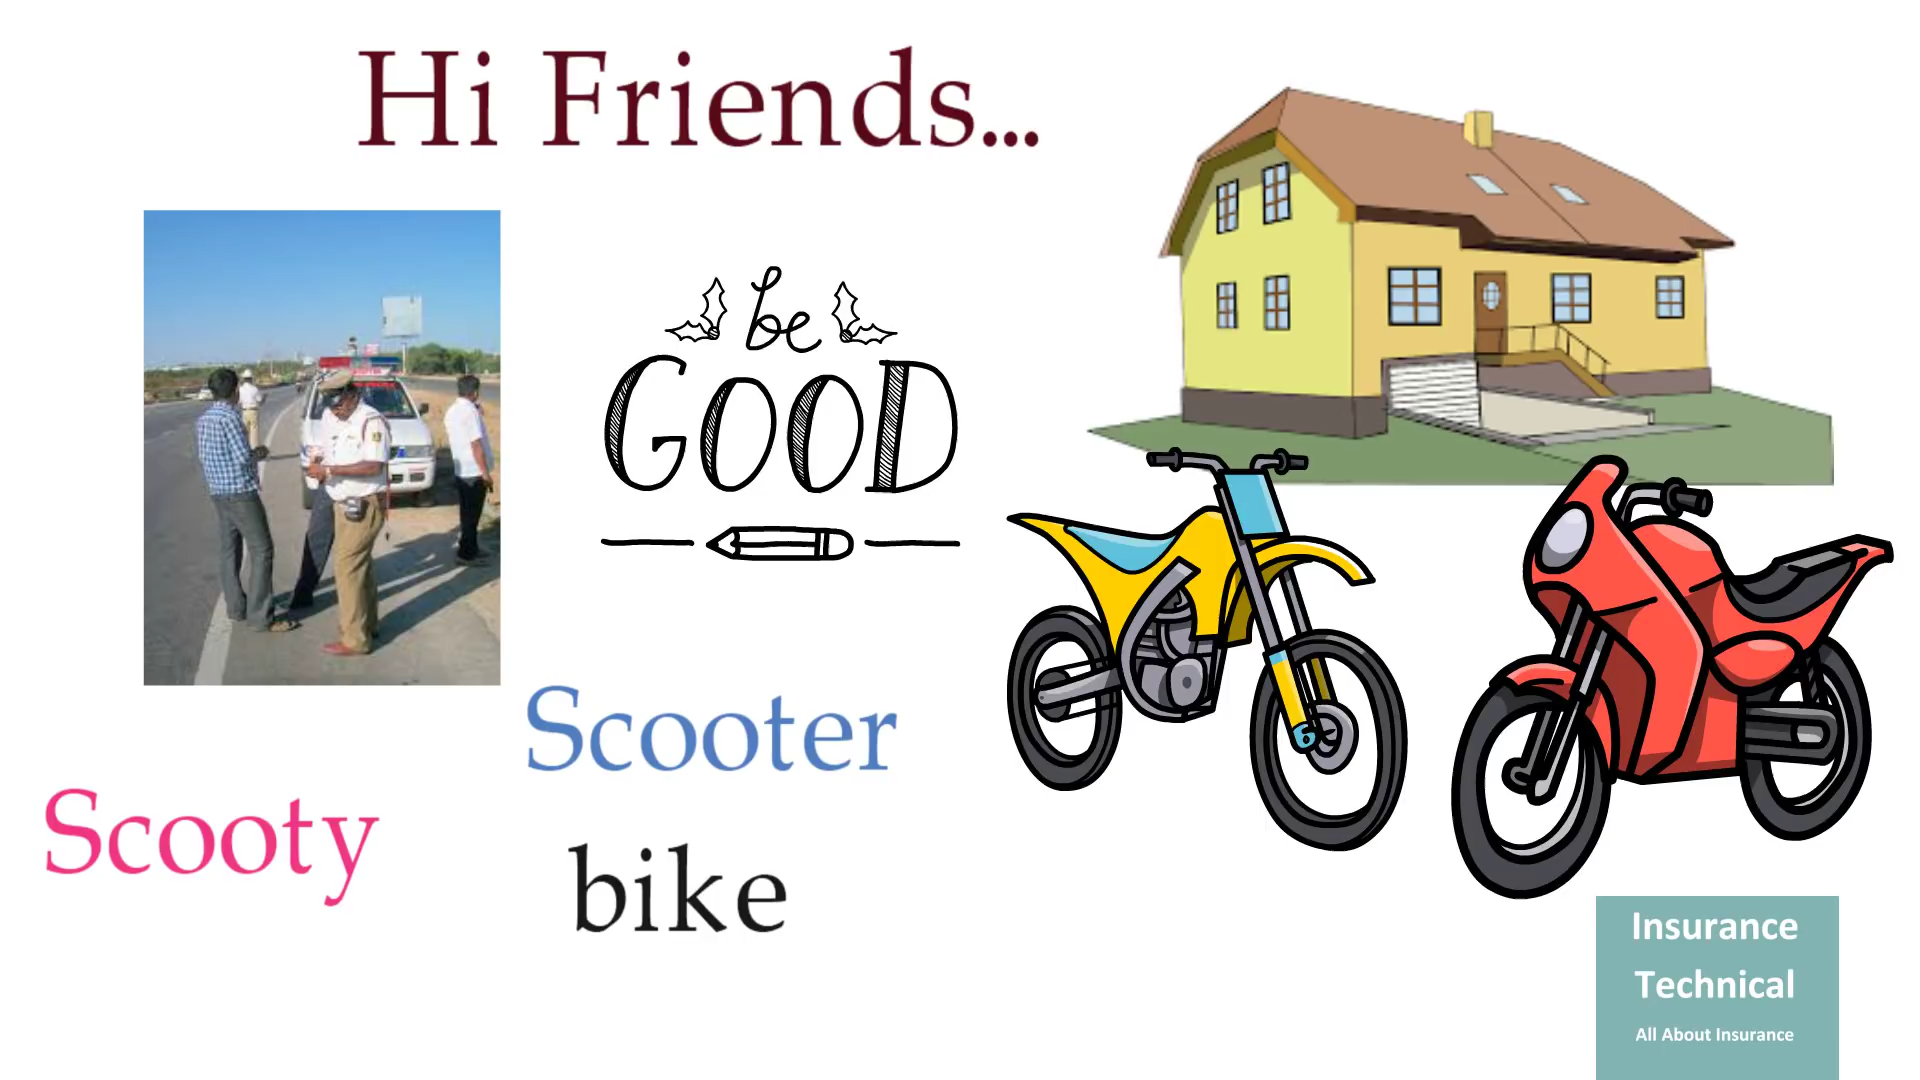 Hi Friends...
be
GOOD
Scooter
Scooty
bike
Insurance
Technical
All About Insurance